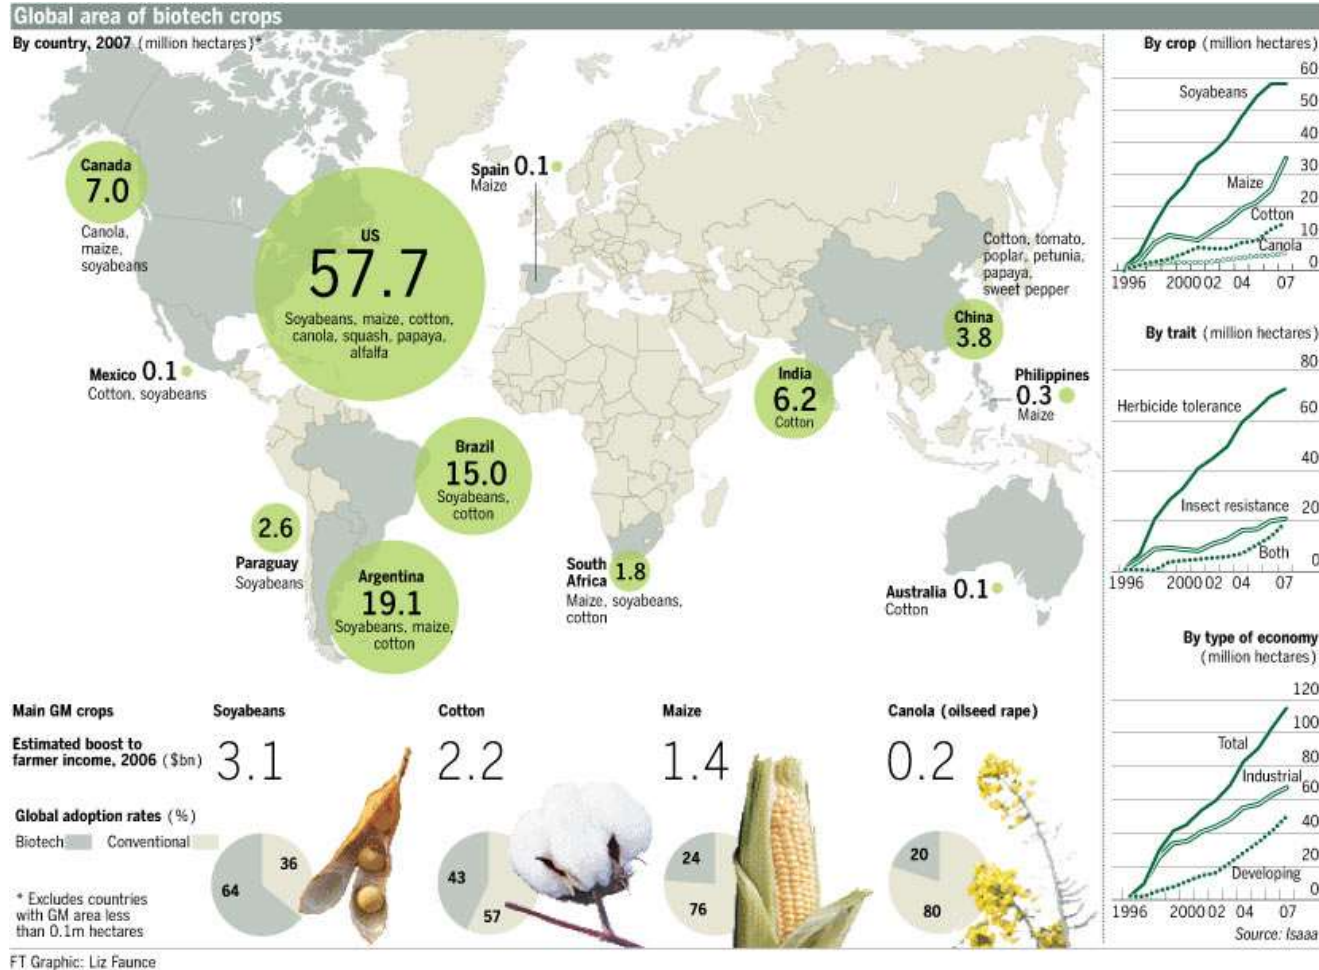 Global area of biotech crops
By country, 2007 (million hectares)*
Canada
7.0
Canola,
maize,
soyabeans
US
57.7
Soyabeans, maize, cotton,
canola, squash, papaya,
alfalfa
Mexico 0.1
Cotton, soyabeans
Spain 0.1
Maize
Brazil
15.0
Soyabeans,
cotton
2.6
Paraguay
Soyabeans
Argentina
19.1
Soyabeans, maize,
cotton
South
Africa 1.8
Maize, soyabeans,
cotton
India
6.2
Cotton
Cotton, tomato,
poplar, petunia,
papaya,
sweet pepper
China
3.8
Philippines
0.3
Maize
Australia 0.1
Cotton
By crop (million hectares)
60
Soyabeans
50
40
30
Maize
20
Cotton
10
Canola
0
1996 2000 02 04 07
By trait (million hectares)
80
Herbicide tolerance
60
40
Insect resistance
20
Both
0
1996 2000 02 04 07
By type of economy
(million hectares)
120
100
Total
80
Industrial
60
40
20
Developing
0
1996 2000 02 04 07
Source: Isaaa
Main GM crops
Soyabeans
Cotton
Maize
Canola (oilseed rape)
Estimated boost to
farmer income, 2006 ($bn)
3.1
2.2
1.4
0.2
Global adoption rates (%)
Biotech Conventional
36
64
43
57
24
76
20
80
* Excludes countries
with GM area less
than 0.1m hectares
FT Graphic: Liz Faunce